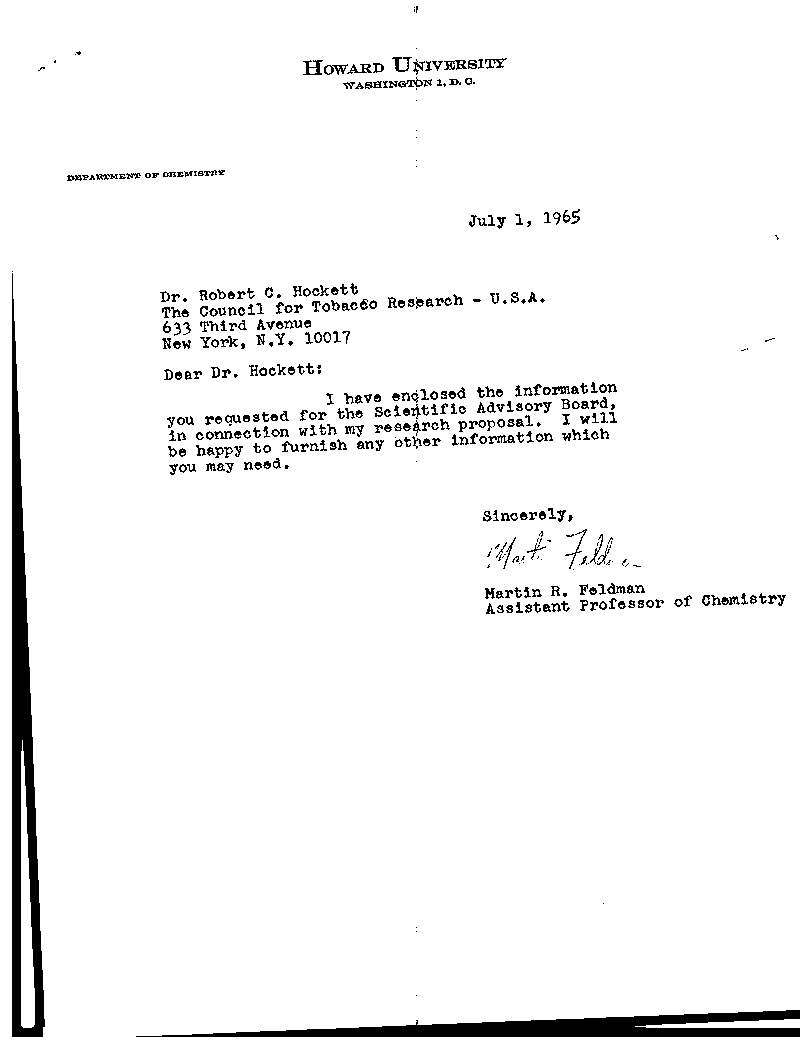 HOWARD UNIVERSITY
WASHINGTON 1, D. C.
DEPARTMENT OF CHEMISTRY
July 1, 1965
Dr. Robert C. Hockett
The Council for Tobacco Research - U.S.A.
633 Third Avenue
New York, N.Y. 10017
Dear Dr. Hockett:
I have enclosed the information
you requested for the Scientific Advisory Board,
in connection with my research proposal. I will
be happy to furnish any other information which
you may need.
Sincerely,
Martin Feldman
Martin R. Feldman
Assistant Professor of Chemistry